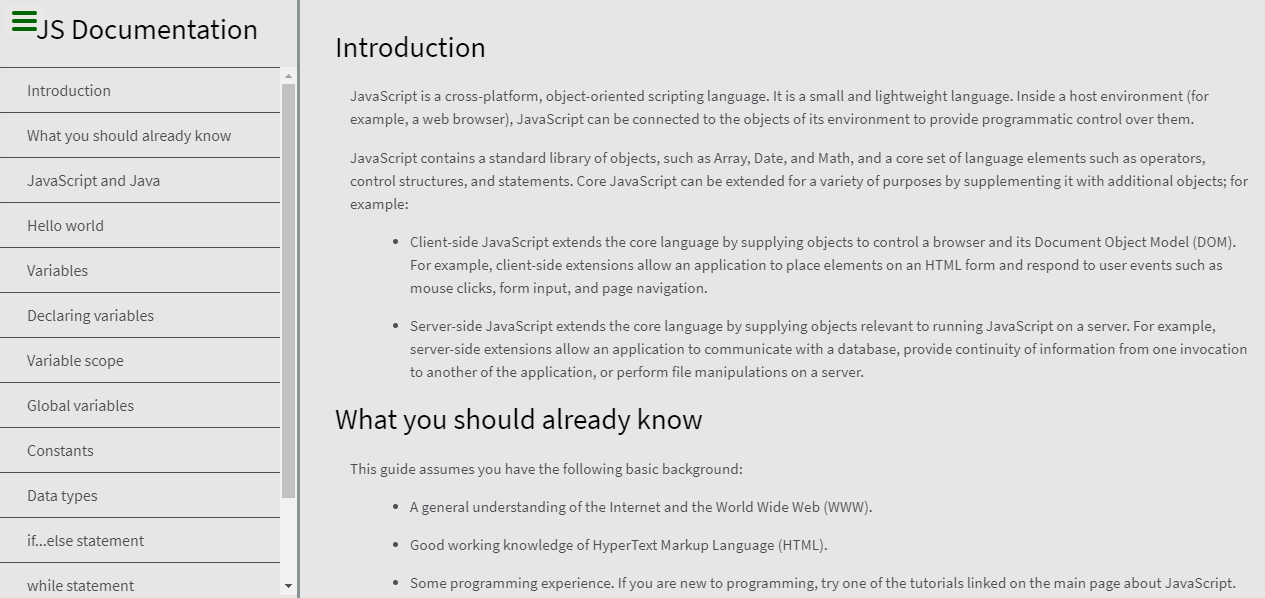 JS Documentation
Introduction
What you should already know
JavaScript and Java
Hello world
Variables
Declaring variables
Variable scope
Global variables
Constants
Data types
if...else statement
while statement
Introduction
JavaScript is a cross-platform, object-oriented scripting language. It is a small and lightweight language. Inside a host environment (for
example, a web browser), JavaScript can be connected to the objects of its environment to provide programmatic control over them.
JavaScript contains a standard library of objects, such as Array, Date, and Math, and a core set of language elements such as operators,
control structures, and statements. Core JavaScript can be extended for a variety of purposes by supplementing it with additional objects; for
example:
• Client-side JavaScript extends the core language by supplying objects to control a browser and its Document Object Model (DOM).
For example, client-side extensions allow an application to place elements on an HTML form and respond to user events such as
mouse clicks, form input, and page navigation.
• Server-side JavaScript extends the core language by supplying objects relevant to running JavaScript on a server. For example,
server-side extensions allow an application to communicate with a database, provide continuity of information from one invocation
to another of the application, or perform file manipulations on a server.
What you should already know
This guide assumes you have the following basic background:
• A general understanding of the Internet and the World Wide Web (WWW).
• Good working knowledge of HyperText Markup Language (HTML).
• Some programming experience. If you are new to programming, try one of the tutorials linked on the main page about JavaScript.